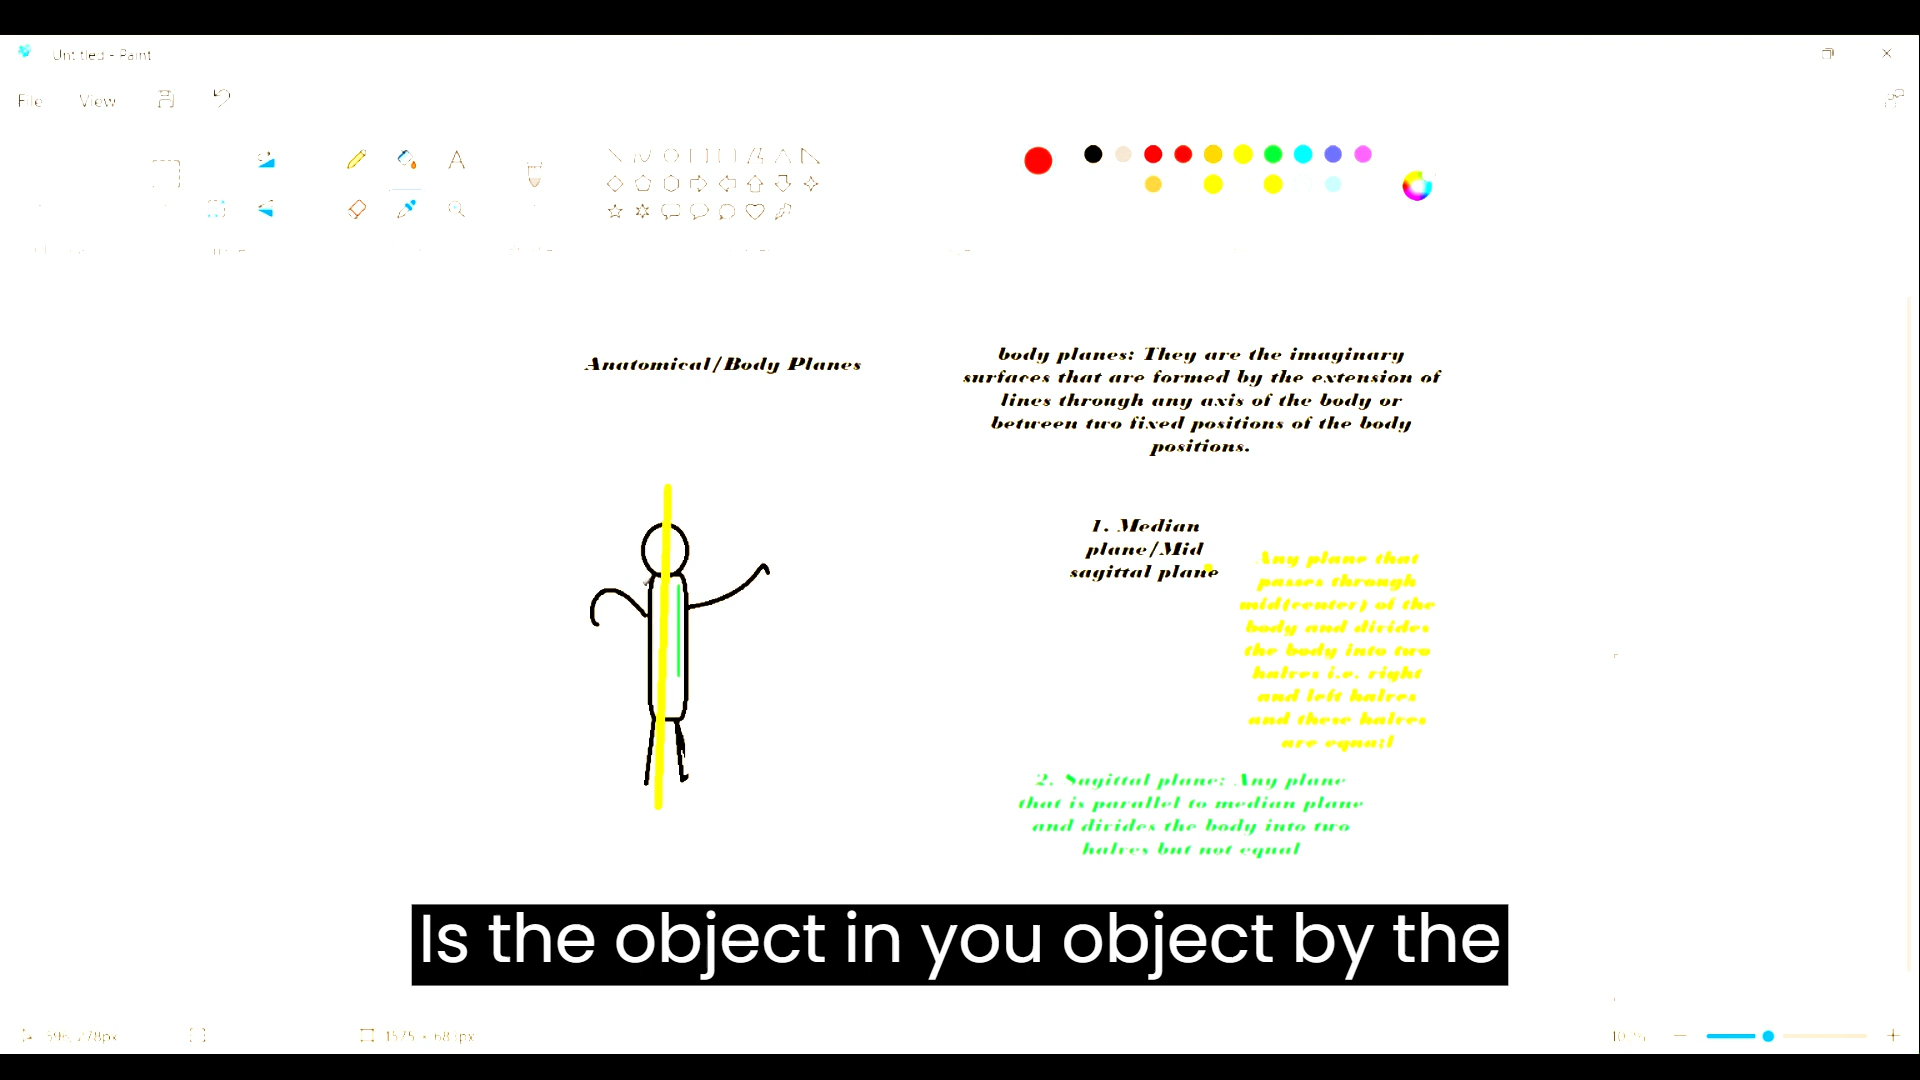 Untitled - Paint
File View
Anatomical/Body Planes
body planes: They are the imaginary
surfaces that are formed by the extension of
lines through any axis of the body or
between two fixed positions of the body
positions.
1. Median
plane/Mid
sagittal plane
Any plane that
passes through
mid(center) of the
body and divides
the body into two
halves i.e. right
and left halves
and these halves
are equa;l
2. Sagittal plane: Any plane
that is parallel to median plane
and divides the body into two
halves but not equal
Is the object in you object by the